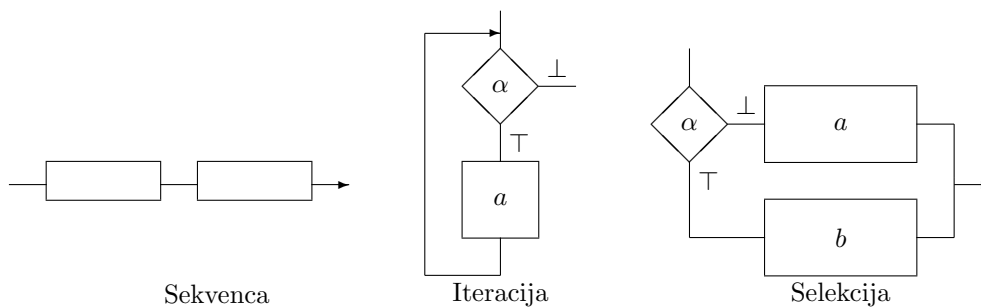 ⊥
α
⊤
a
Iteracija
Sekvenca
α
⊥
a
⊤
b
Selekcija